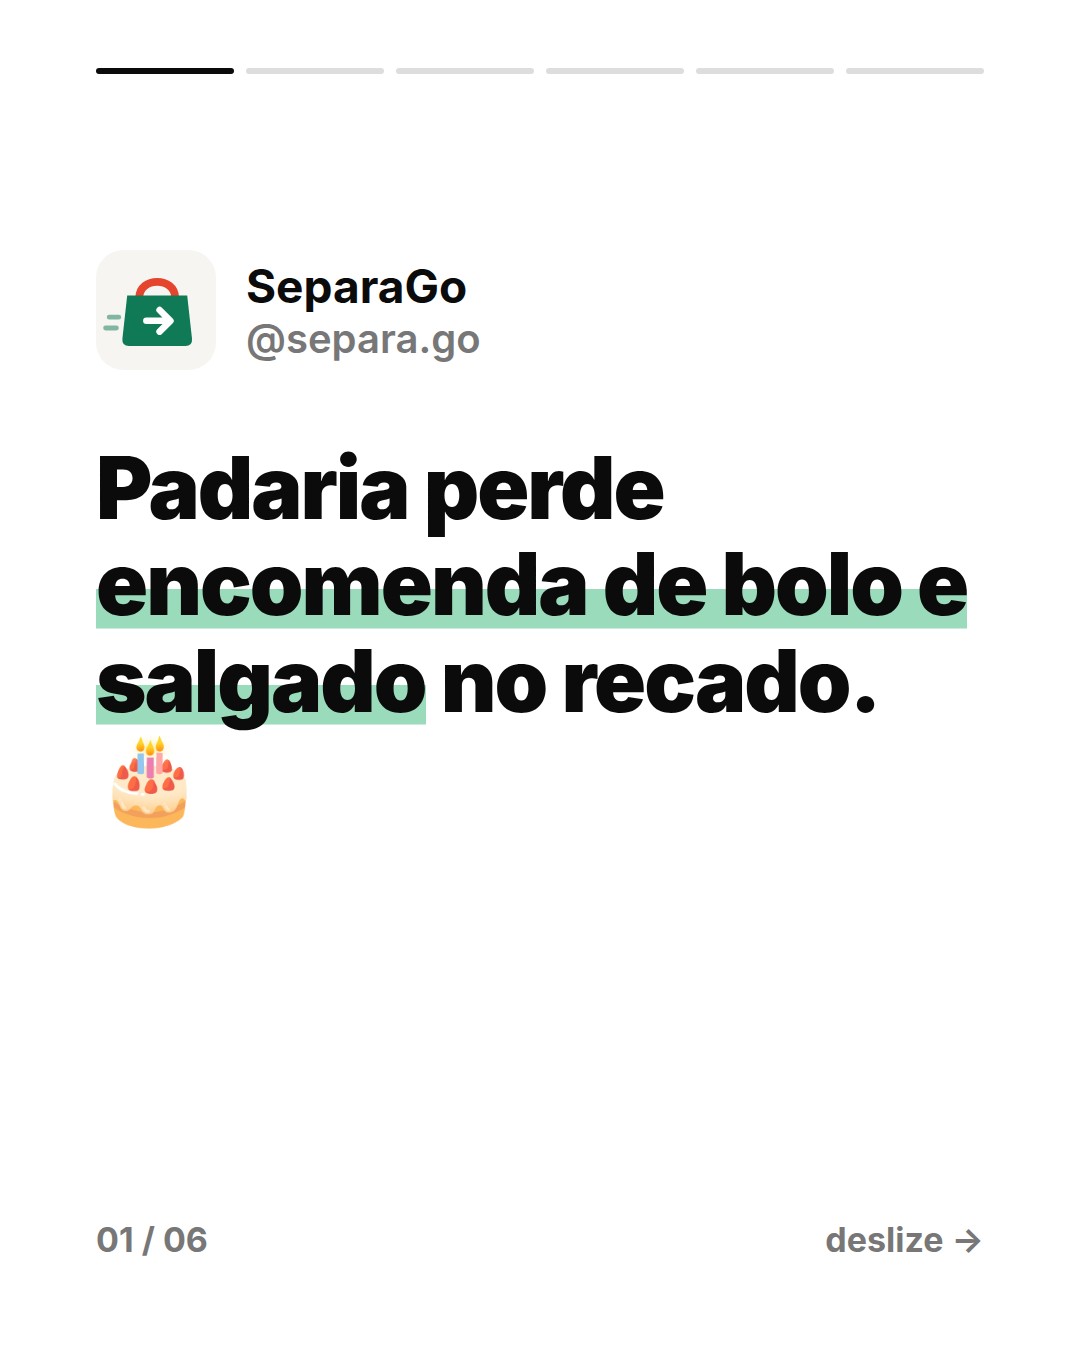 SeparaGo
@separa.go
Padaria perde
encomenda de bolo e
salgado no recado.
🎂
01 / 06
deslize →